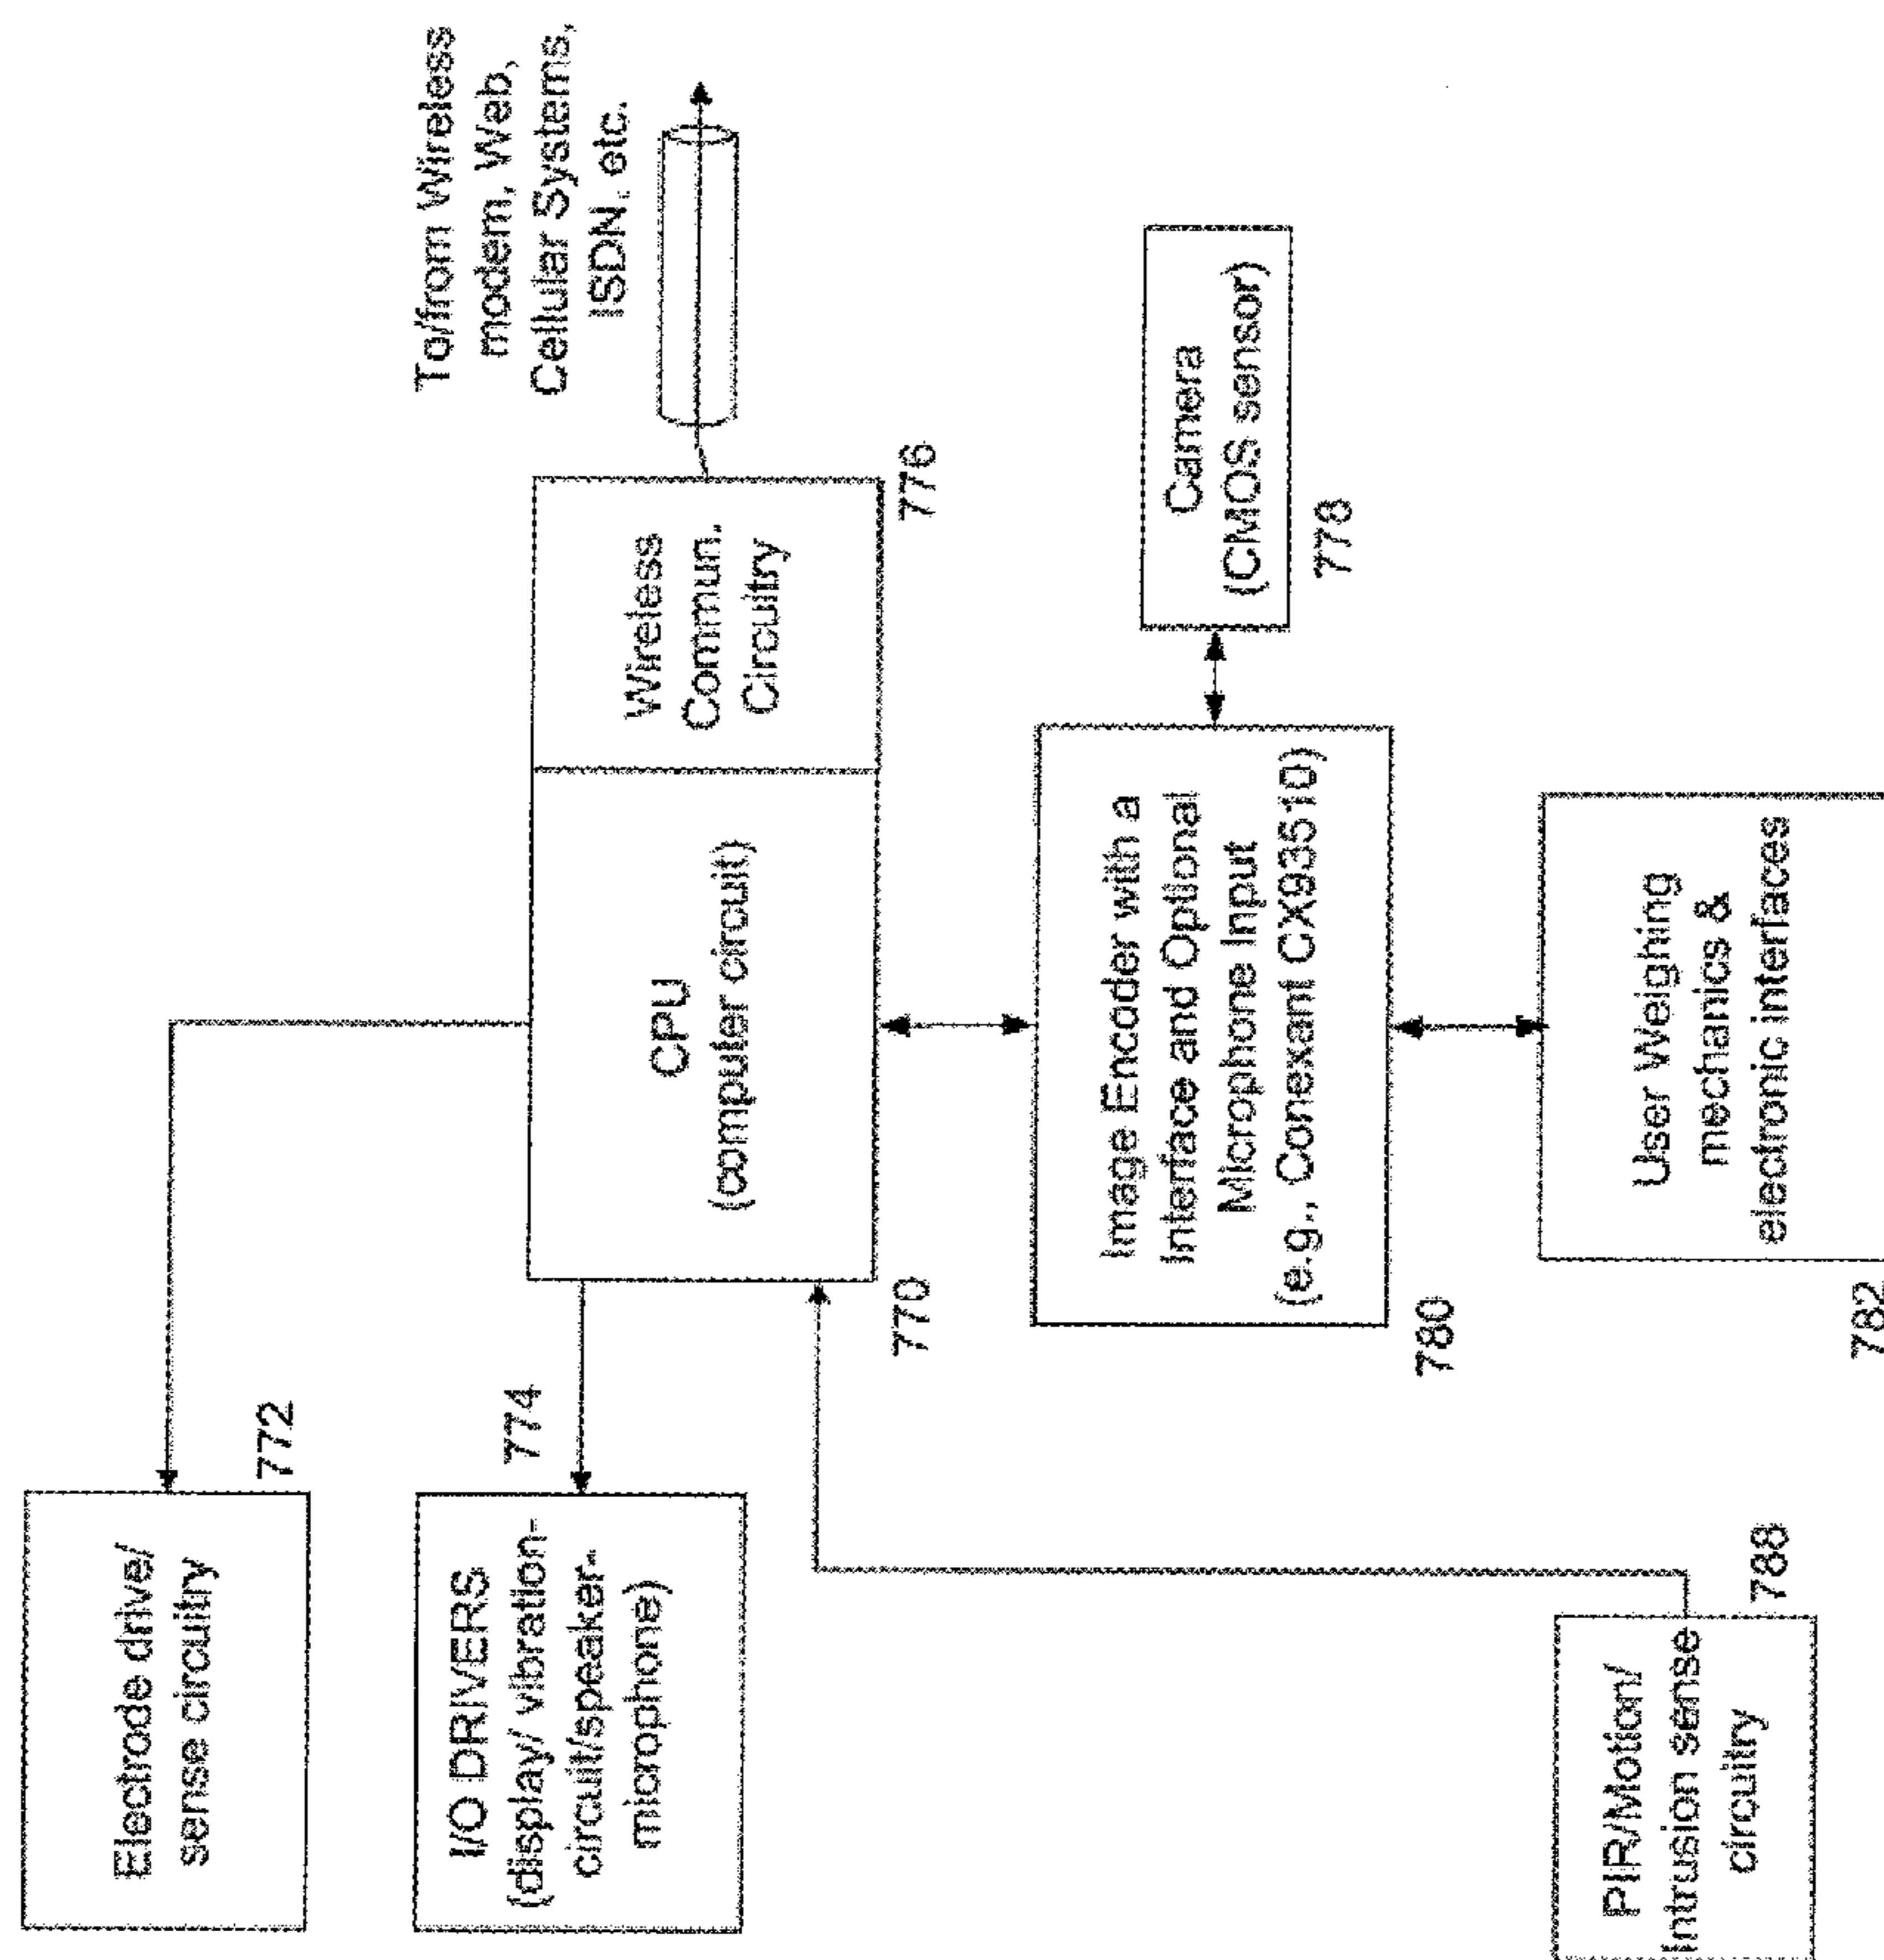 Electrode drive/
sense circuitry
772
I/O DRIVERS
(display/ vibration-
circuit/speaker-
microphone)
774
CPU
(computer circuit)
770
Wireless
Commun.
Circuitry
776
To/from Wireless
modem, Web,
Cellular Systems,
ISDN, etc.
Image Encoder with a
Interface and Optional
Microphone Input
(e.g., Conexant CX93510)
780
Camera
(CMOS sensor)
778
PIR/Motion/
Intrusion sense
circuitry
788
User Weighing
mechanics &
electronic interfaces
782